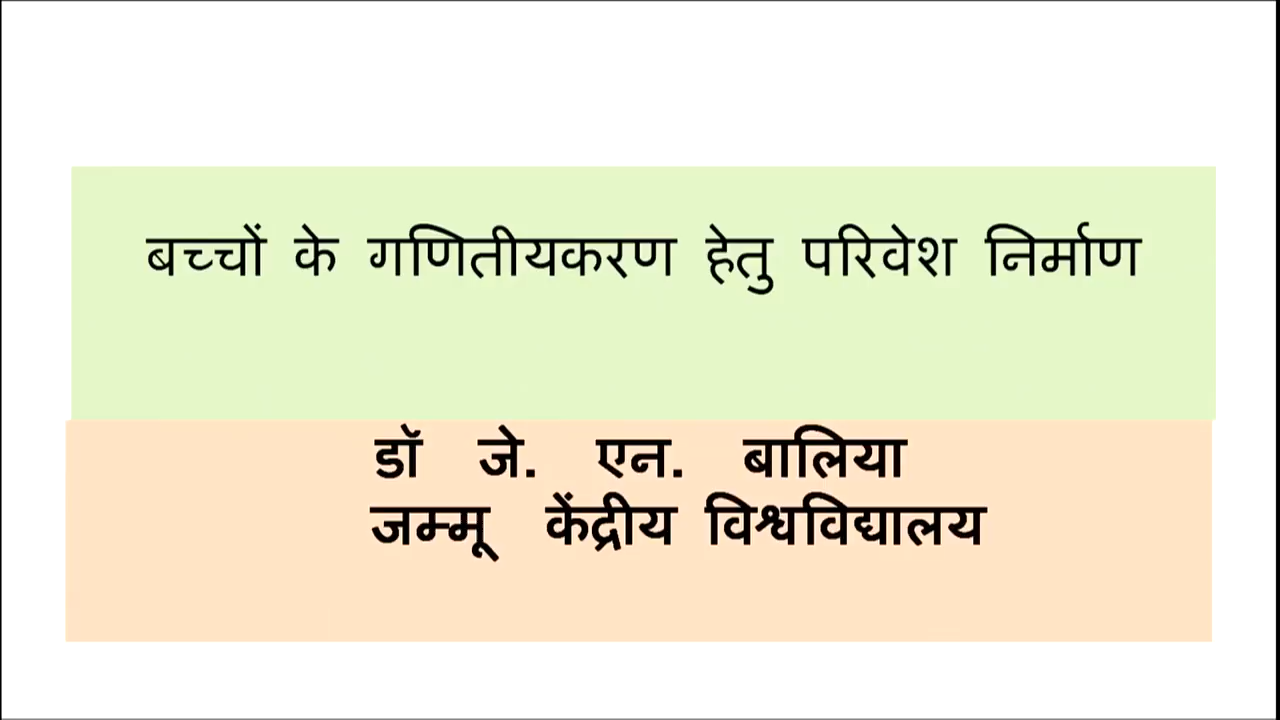 बच्चों के गणितीयकरण हेतु परिवेश निर्माण
डॉ जे. एन. बालिया
जम्मू केंद्रीय विश्वविद्यालय